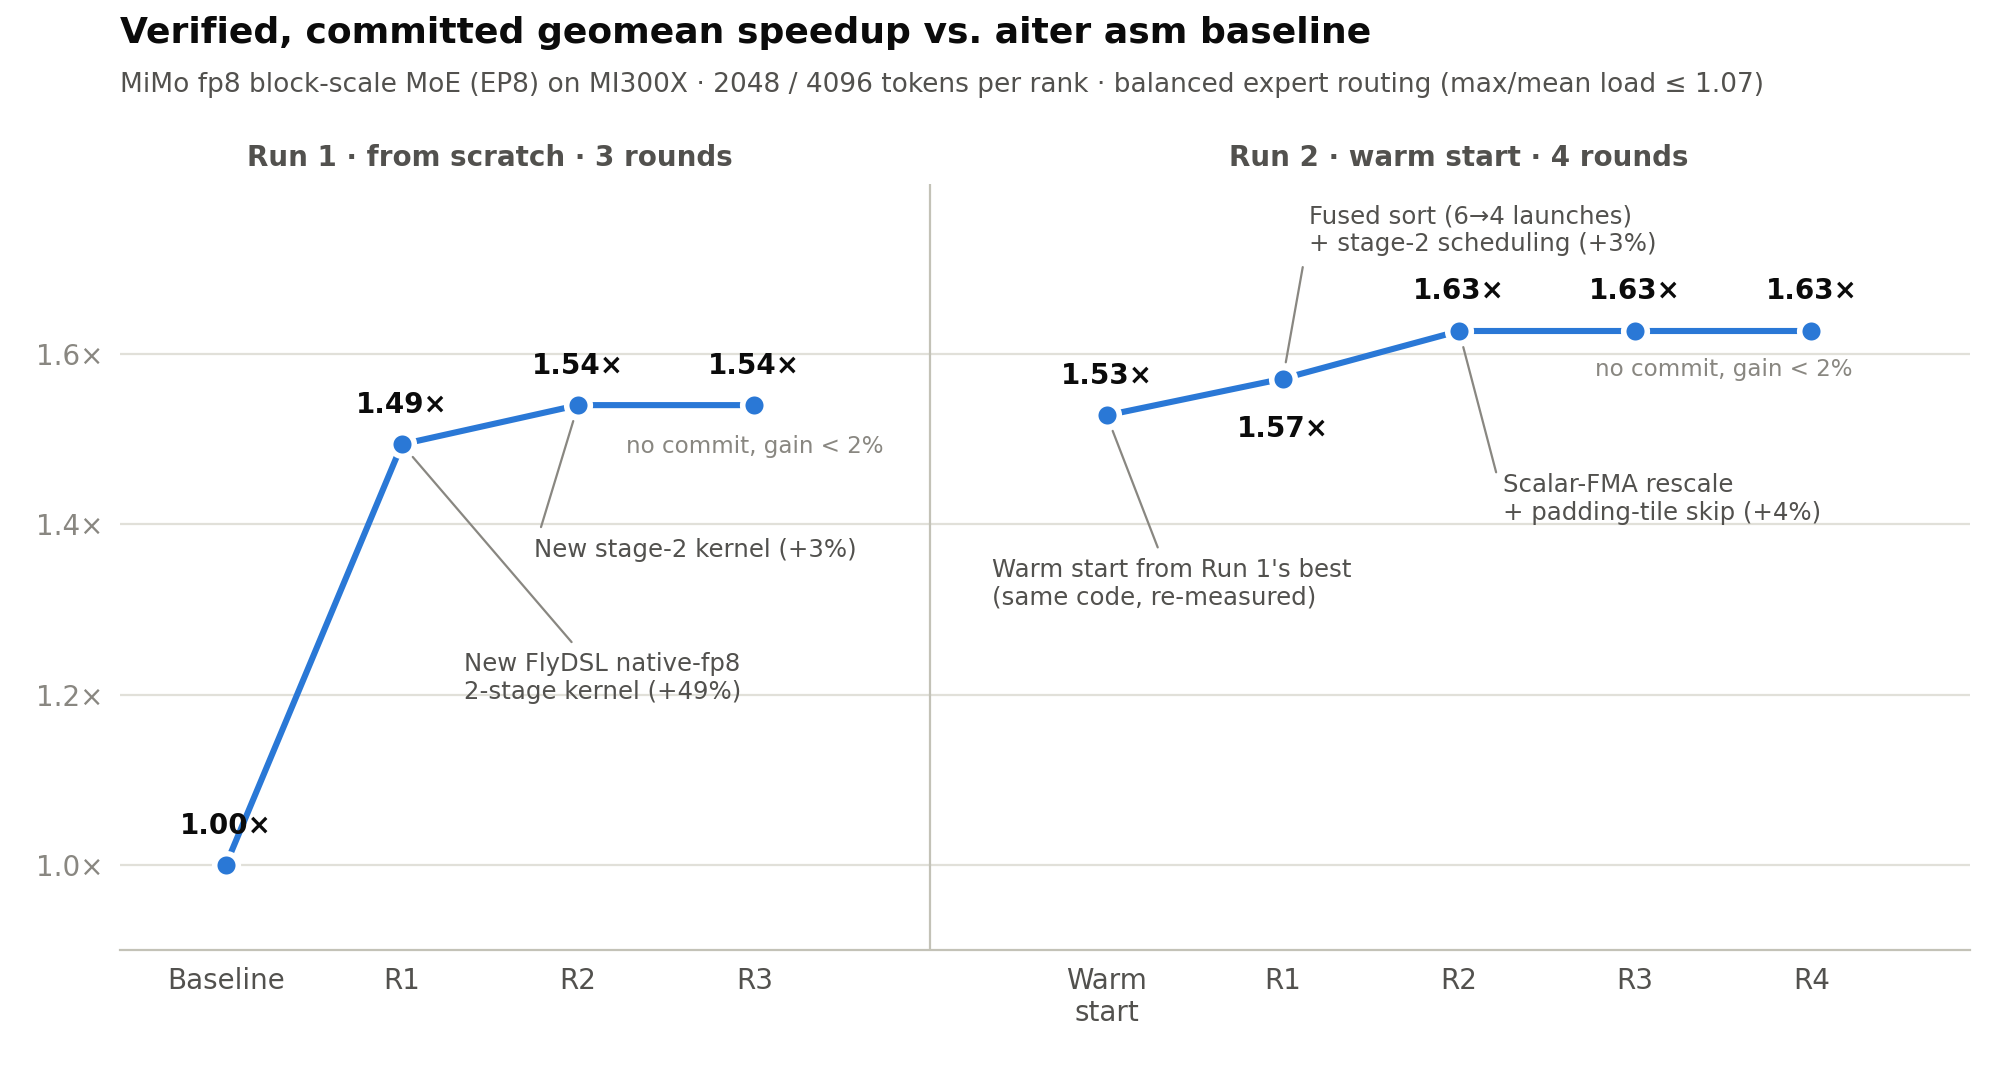 Verified, committed geomean speedup vs. aiter asm baseline
MiMo fp8 block-scale MoE (EP8) on MI300X · 2048 / 4096 tokens per rank · balanced expert routing (max/mean load ≤ 1.07)
Run 1 · from scratch · 3 rounds
1.6×
1.4×
1.2×
1.0×
1.00×
1.49×
1.54×
1.54×
no commit, gain < 2%
New stage-2 kernel (+3%)
New FlyDSL native-fp8
2-stage kernel (+49%)
Baseline
R1
R2
R3
Run 2 · warm start · 4 rounds
Fused sort (6→4 launches)
+ stage-2 scheduling (+3%)
1.53×
1.57×
1.63×
1.63×
1.63×
no commit, gain < 2%
Scalar-FMA rescale
+ padding-tile skip (+4%)
Warm start from Run 1's best
(same code, re-measured)
Warm
start
R1
R2
R3
R4